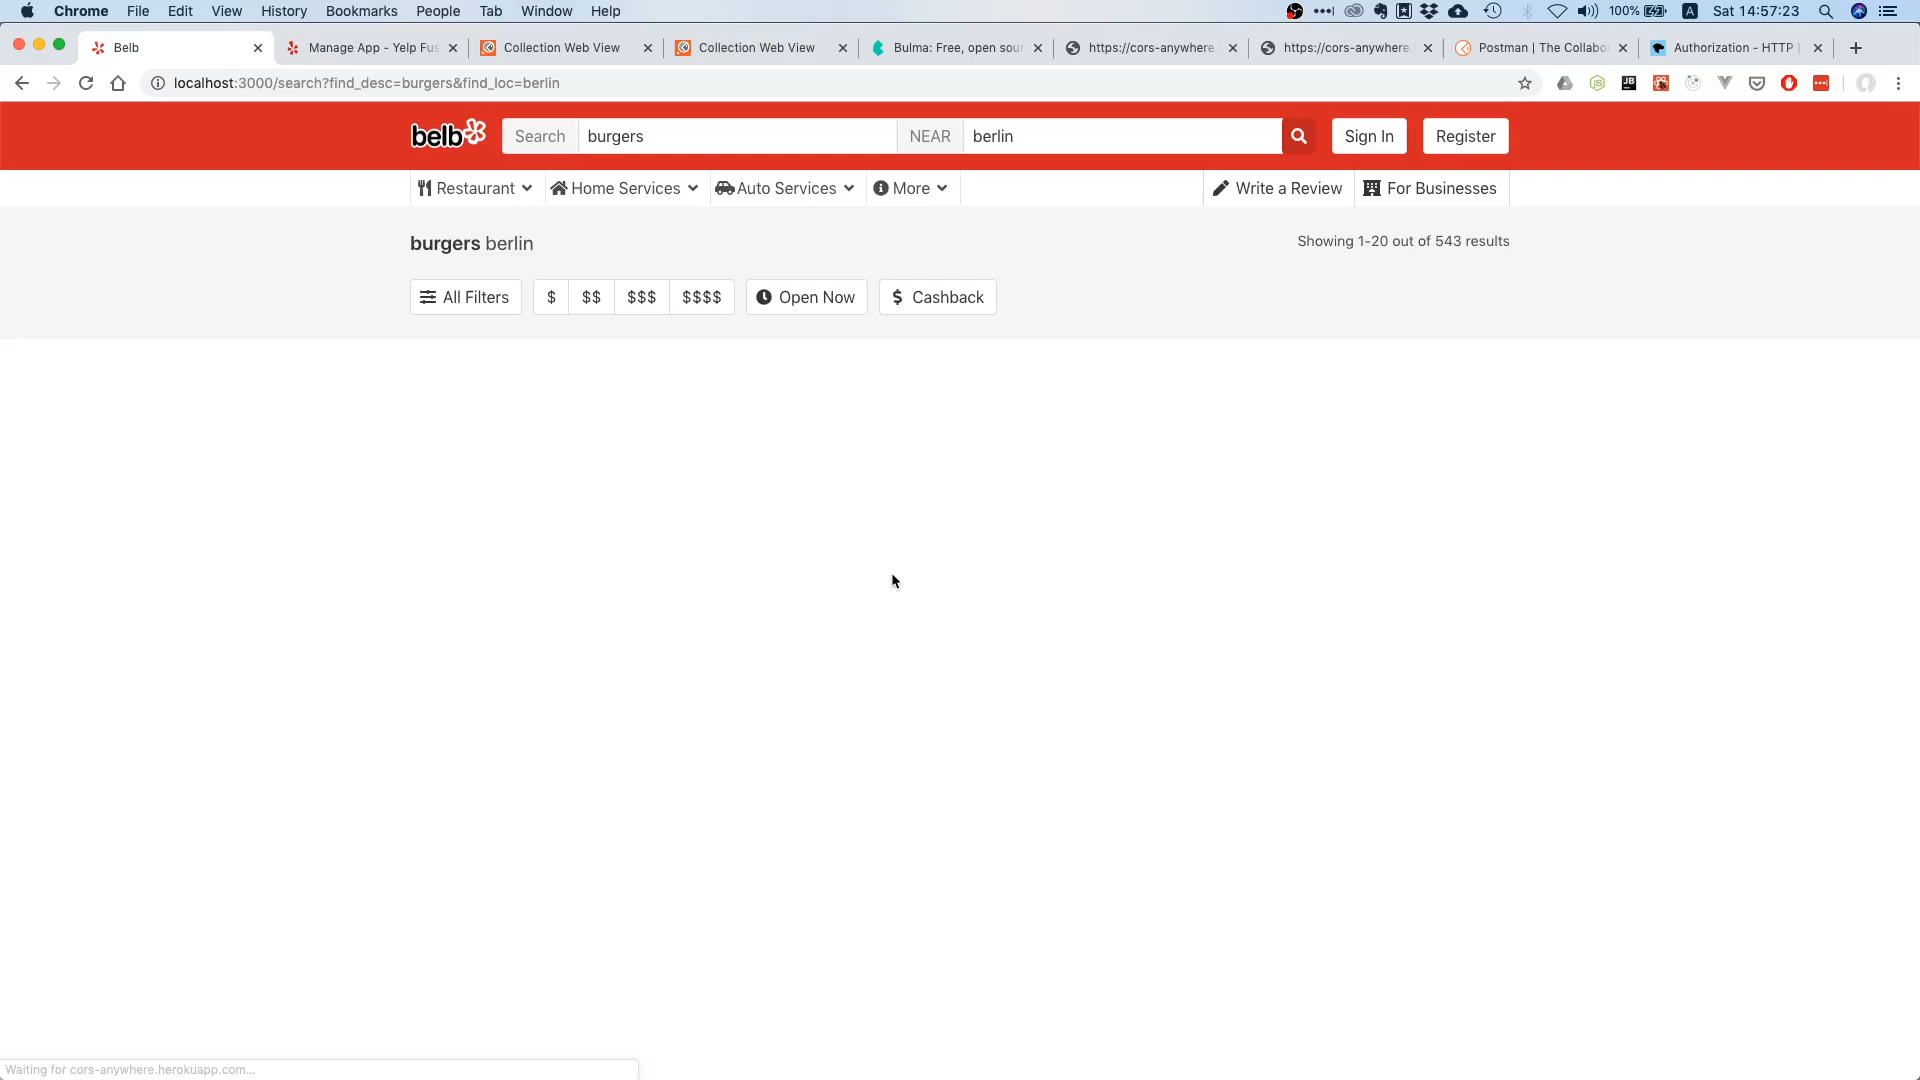 Chrome File Edit View History Bookmarks People Tab Window Help 100% A Sat 14:57:23
Belb Manage App - Yelp Fus Collection Web View Collection Web View Bulma: Free, open sour https://cors-anywhere. https://cors-anywhere. Postman | The Collabo Authorization - HTTP |
localhost:3000/search?find_desc=burgers&find_loc=berlin
belb Search burgers NEAR berlin Sign In Register
Restaurant Home Services Auto Services More Write a Review For Businesses
burgers berlin Showing 1-20 out of 543 results
All Filters $ $$ $$$ $$$$ Open Now $ Cashback
Waiting for cors-anywhere.herokuapp.com...